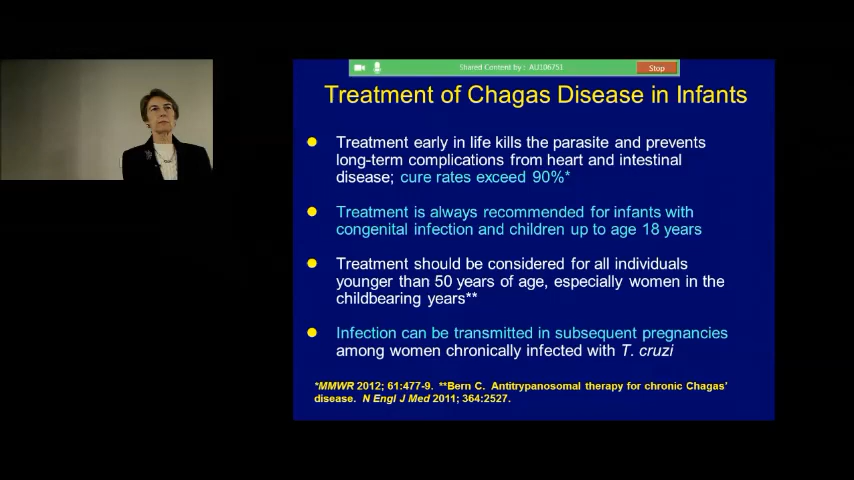 Shared Content by : AU106751
Stop
Treatment of Chagas Disease in Infants
Treatment early in life kills the parasite and prevents
long-term complications from heart and intestinal
disease; cure rates exceed 90%*
Treatment is always recommended for infants with
congenital infection and children up to age 18 years
Treatment should be considered for all individuals
younger than 50 years of age, especially women in the
childbearing years**
Infection can be transmitted in subsequent pregnancies
among women chronically infected with T. cruzi
*MMWR 2012; 61:477-9. **Bern C. Antitrypanosomal therapy for chronic Chagas'
disease. N Engl J Med 2011; 364:2527.